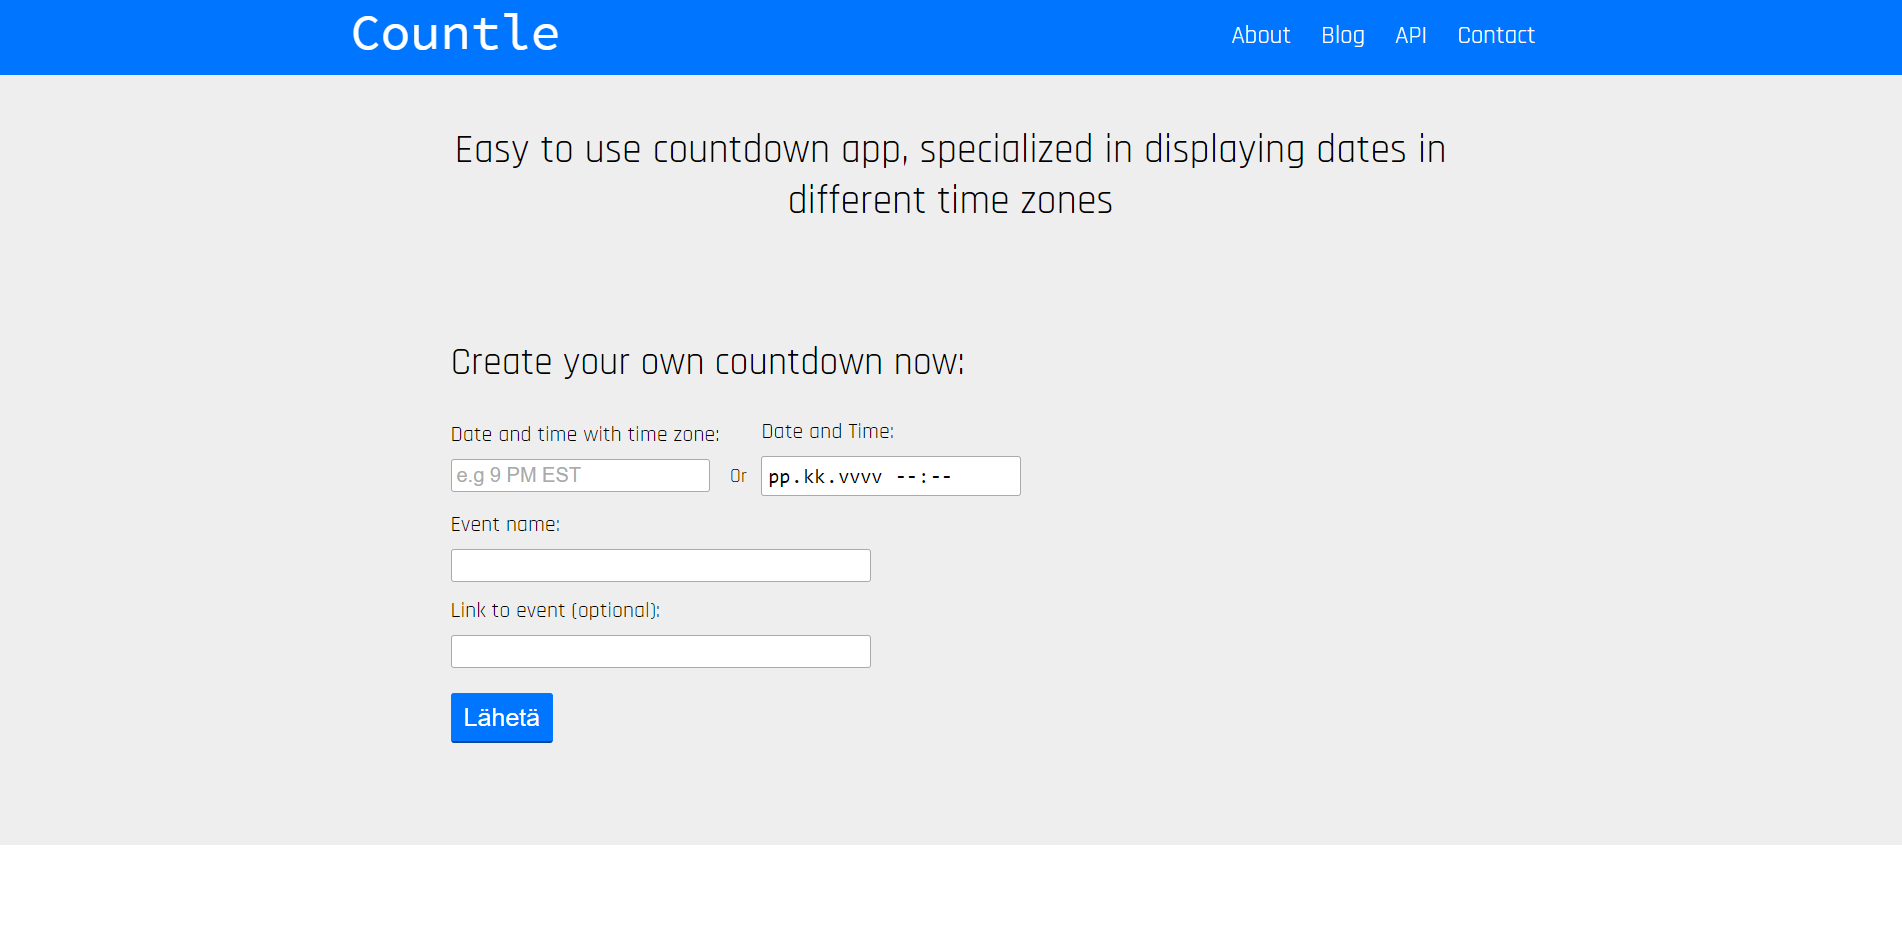 Countle
About Blog API Contact
Easy to use countdown app, specialized in displaying dates in
different time zones
Create your own countdown now:
Date and time with time zone:
Date and Time:
e.g 9 PM EST
Or
pp.kk.vvvv --:--
Event name:
Link to event (optional):
Lähetä